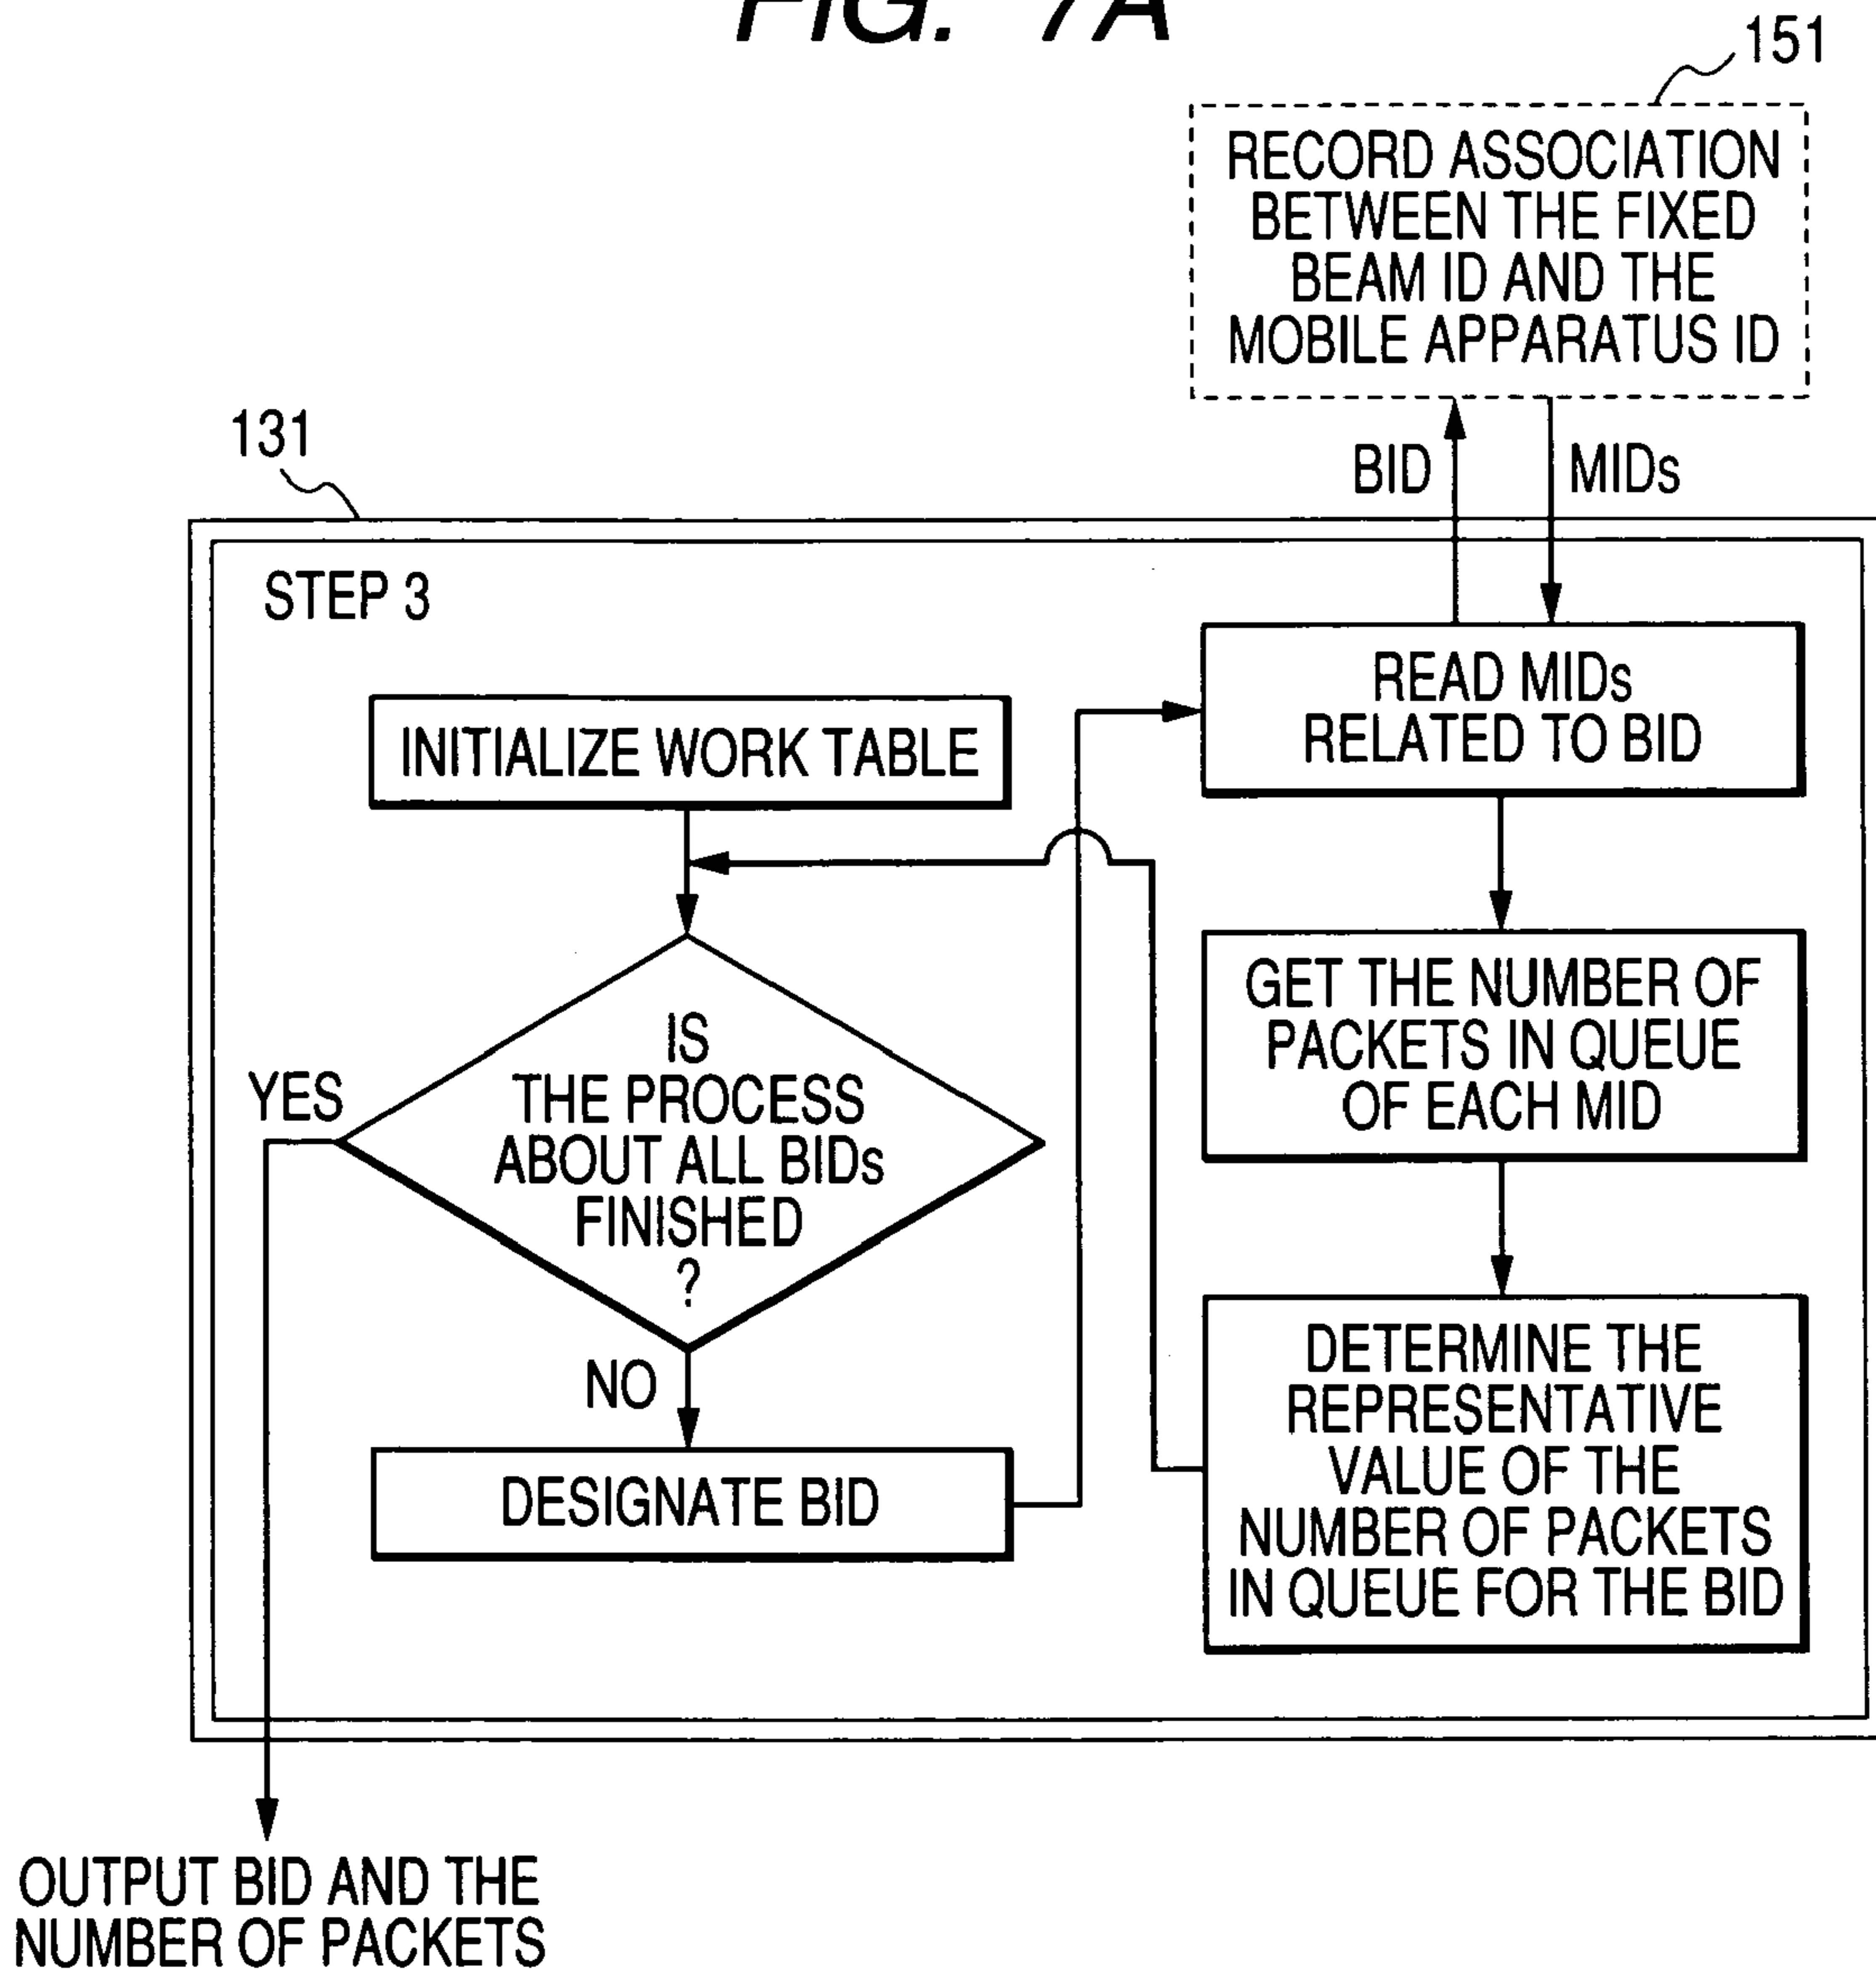 FIG. 7A
151
RECORD ASSOCIATION
BETWEEN THE FIXED
BEAM ID AND THE
MOBILE APPARATUS ID
131
BID
MIDs
STEP 3
READ MIDs
RELATED TO BID
INITIALIZE WORK TABLE
GET THE NUMBER OF
PACKETS IN QUEUE
OF EACH MID
IS
THE PROCESS
ABOUT ALL BIDs
FINISHED
?
YES
NO
DESIGNATE BID
DETERMINE THE
REPRESENTATIVE
VALUE OF THE
NUMBER OF PACKETS
IN QUEUE FOR THE BID
OUTPUT BID AND THE
NUMBER OF PACKETS